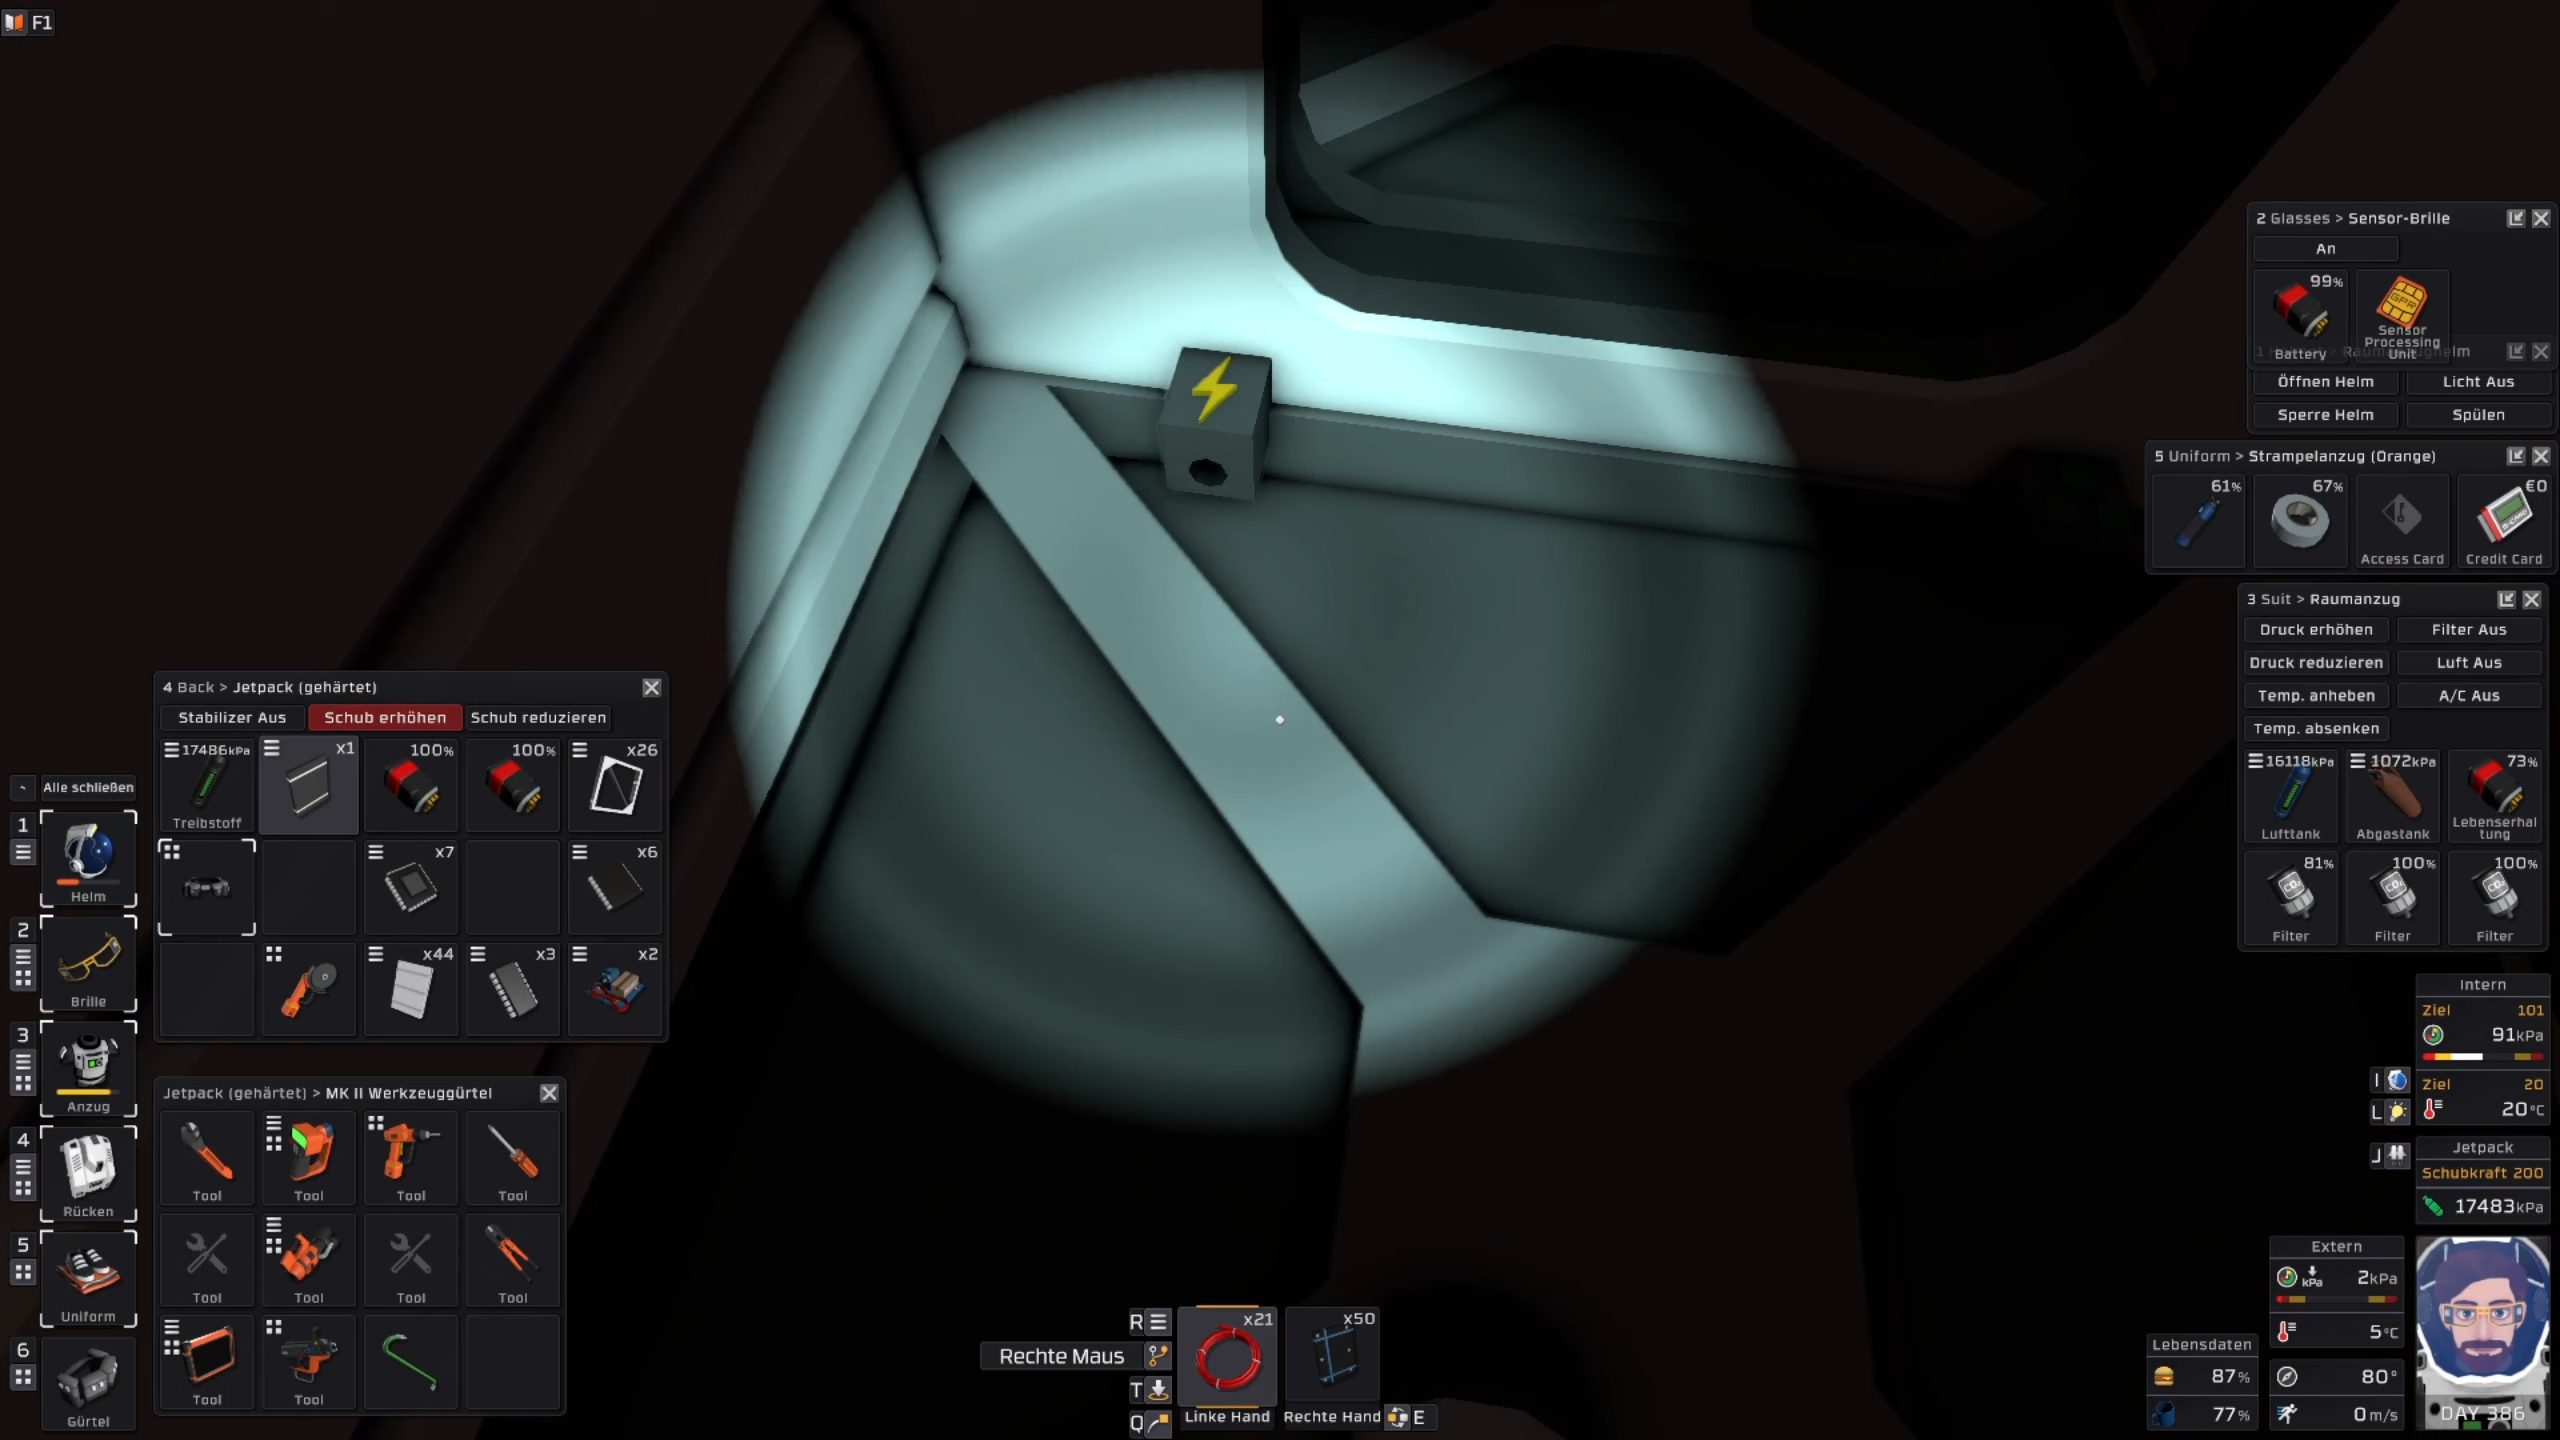 F1
2 Glasses > Sensor-Brille
An
99%
Battery
GPR
Sensor Processing Unit
Öffnen Helm
Licht Aus
Sperre Helm
Spülen
5 Uniform > Strampelanzug (Orange)
61%
67%
Access Card
€0
Credit Card
3 Suit > Raumanzug
Druck erhöhen
Filter Aus
Druck reduzieren
Luft Aus
Temp. anheben
A/C Aus
Temp. absenken
16118kPa
Lufttank
1072kPa
Abgastank
73%
Lebenserhal
tung
81%
Filter
100%
Filter
100%
Filter
4 Back > Jetpack (gehärtet)
Stabilizer Aus
Schub erhöhen
Schub reduzieren
17486kPa
Treibstoff
x1
100%
100%
x26
x7
x6
x44
x3
x2
Jetpack (gehärtet) > MK II Werkzeuggürtel
Tool
Tool
Tool
Tool
Tool
Tool
Tool
Tool
Tool
Tool
~
Alle schließen
1
Helm
2
Brille
3
Anzug
4
Rücken
5
Uniform
6
Gürtel
R
Rechte Maus
T
Q
x21
Linke Hand
x50
Rechte Hand
E
Intern
Ziel 101
91kPa
Ziel 20
20°C
I
L
J
Jetpack
Schubkraft 200
17483kPa
Extern
kPa
2kPa
5°C
80°
0m/s
Lebensdaten
87%
77%
DAY 386